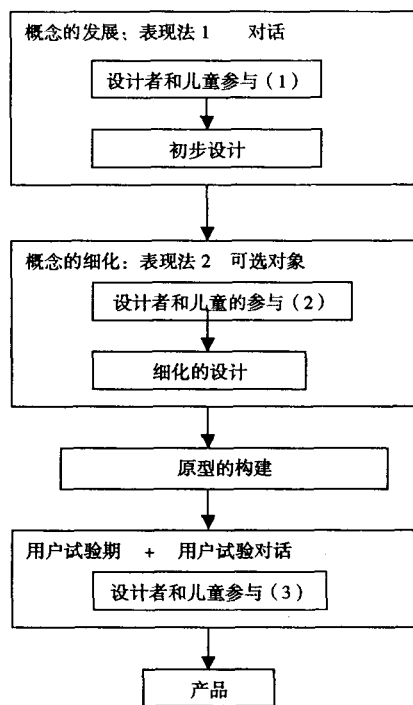 概念的发展：表现法 1 对话
设计者和儿童参与（1）
初步设计
概念的细化：表现法 2 可选对象
设计者和儿童的参与（2）
细化的设计
原型的构建
用户试验期 + 用户试验对话
设计者和儿童参与（3）
产品